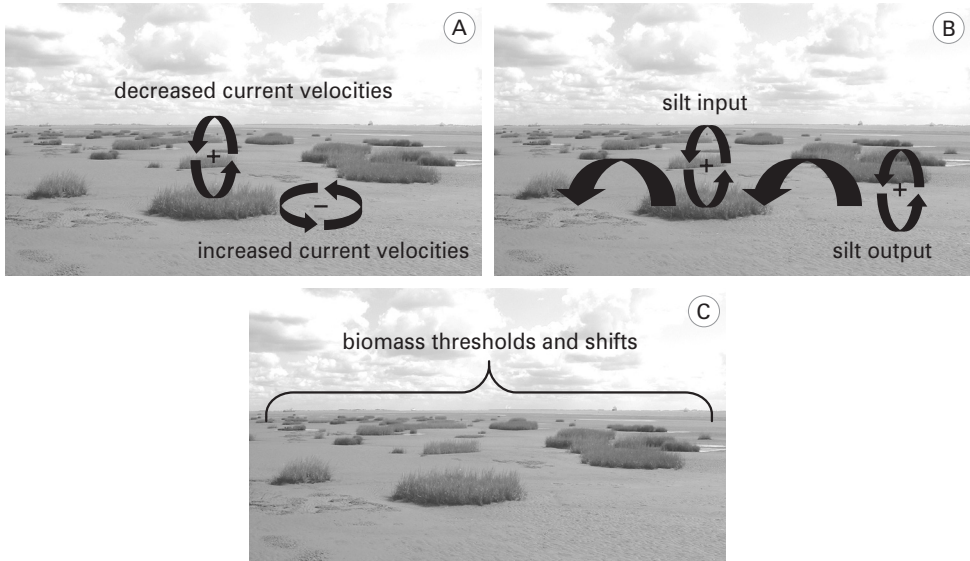 A
decreased current velocities
+
−
increased current velocities
B
silt input
+
+
silt output
C
biomass thresholds and shifts